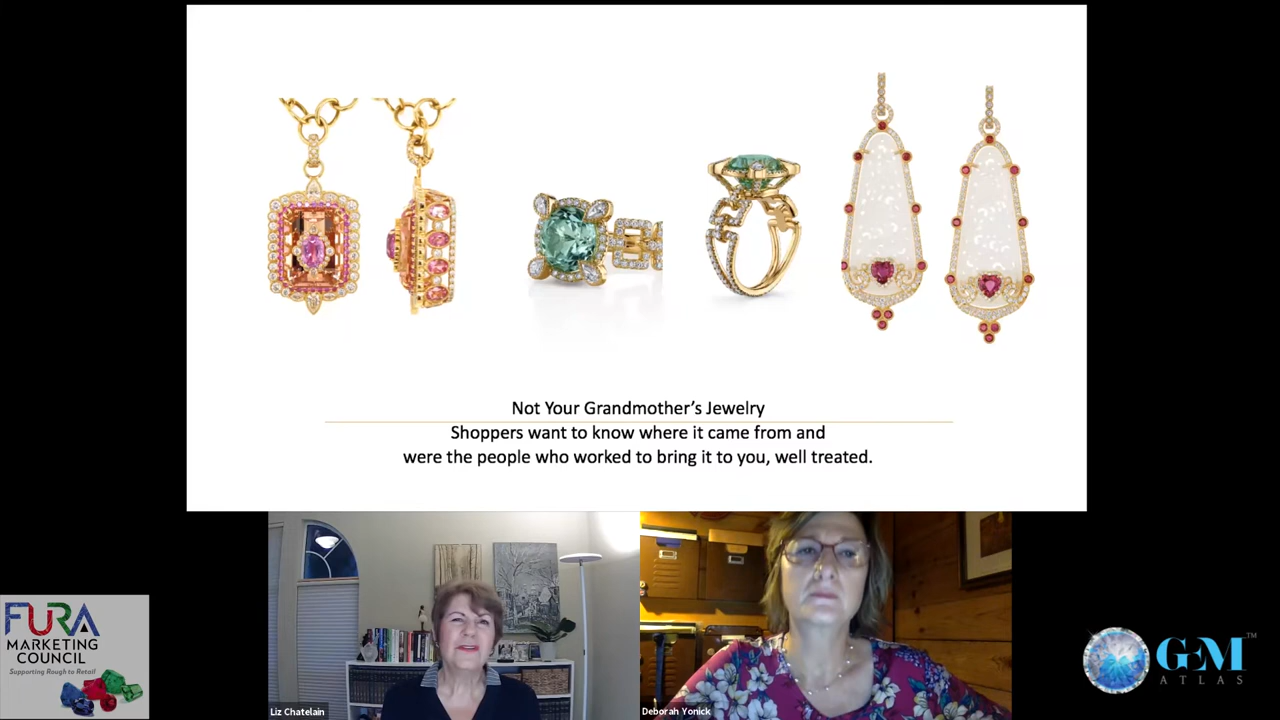 Not Your Grandmother’s Jewelry
Shoppers want to know where it came from and
were the people who worked to bring it to you, well treated.
Liz Chatelain
Deborah Yonick
FURA
MARKETING
COUNCIL
Supporting Rough to Retail
GEM™
ATLAS